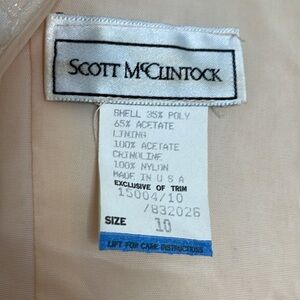 SCOTT McCLINTOCK
SHELL 35% POLY
65% ACETATE
LINING
100% ACETATE
CRINOLINE
100% NYLON
MADE IN U S A
EXCLUSIVE OF TRIM
15004/10
/832026
SIZE 10
LIFT FOR CARE INSTRUCTIONS